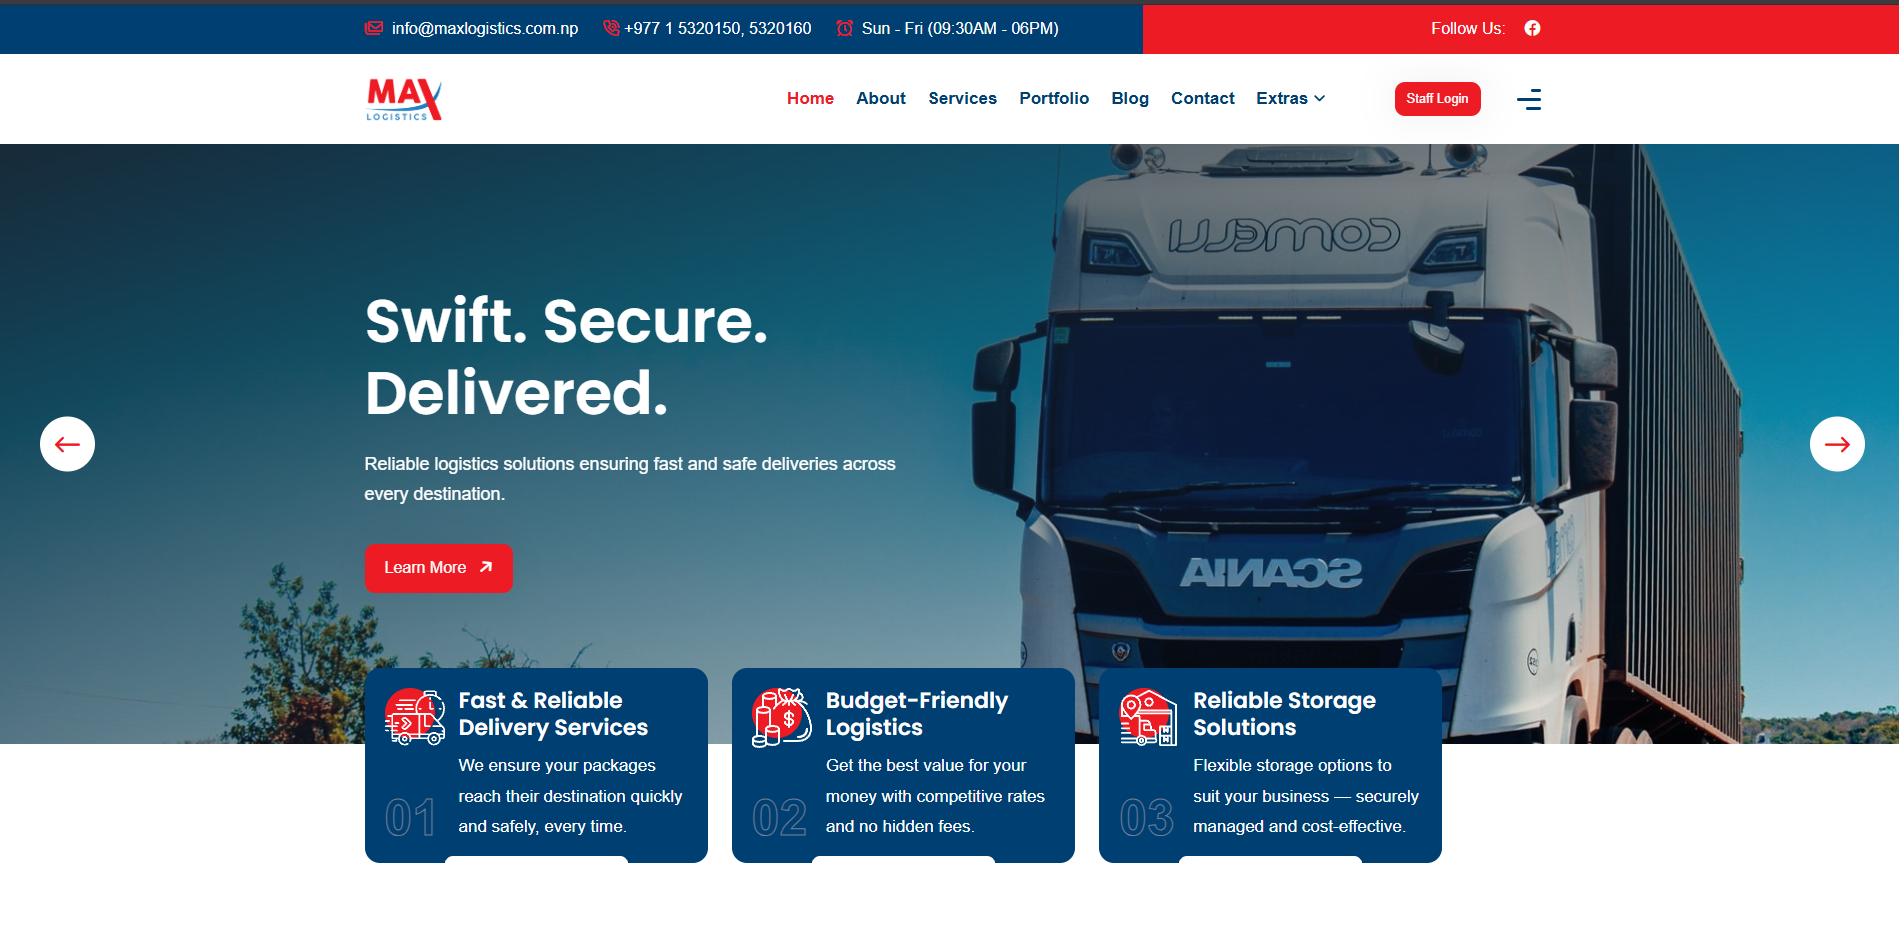 info@maxlogistics.com.np +977 1 5320150, 5320160 Sun - Fri (09:30AM - 06PM) Follow Us:
MAX
LOGISTICS
Home About Services Portfolio Blog Contact Extras Staff Login
COMELLI
Swift. Secure.
Delivered.
Reliable logistics solutions ensuring fast and safe deliveries across
every destination.
Learn More
SCANIA
Fast & Reliable
Delivery Services
We ensure your packages
reach their destination quickly
and safely, every time.
01
Budget-Friendly
Logistics
Get the best value for your
money with competitive rates
and no hidden fees.
02
Reliable Storage
Solutions
Flexible storage options to
suit your business — securely
managed and cost-effective.
03